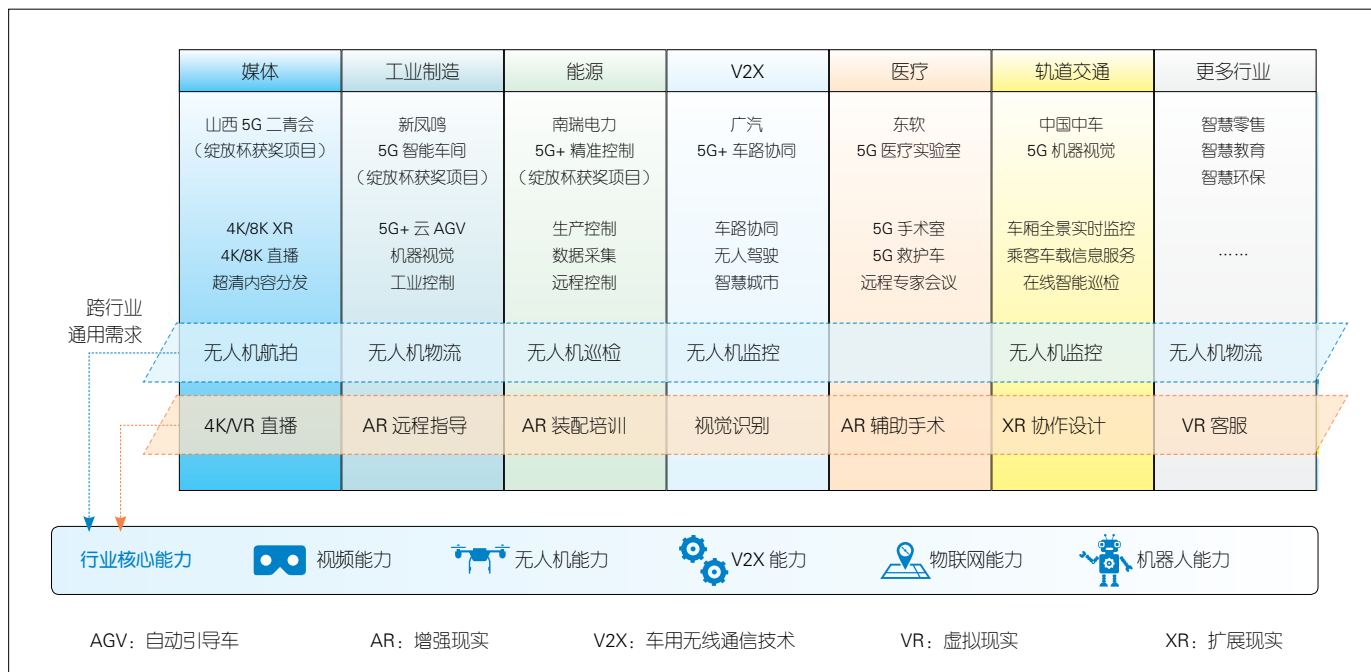 媒体
工业制造
能源
V2X
医疗
轨道交通
更多行业
山西 5G 二青会
（绽放杯获奖项目）
新凤鸣
5G 智能车间
（绽放杯获奖项目）
南瑞电力
5G+ 精准控制
（绽放杯获奖项目）
广汽
5G+ 车路协同
东软
5G 医疗实验室
中国中车
5G 机器视觉
智慧零售
智慧教育
智慧环保
4K/8K XR
4K/8K 直播
超清内容分发
5G+ 云 AGV
机器视觉
工业控制
生产控制
数据采集
远程控制
车路协同
无人驾驶
智慧城市
5G 手术室
5G 救护车
远程专家会议
车厢全景实时监控
乘客车载信息服务
在线智能巡检
……
跨行业
通用需求
无人机航拍
无人机物流
无人机巡检
无人机监控
无人机监控
无人机物流
4K/VR 直播
AR 远程指导
AR 装配培训
视觉识别
AR 辅助手术
XR 协作设计
VR 客服
行业核心能力
视频能力
无人机能力
V2X 能力
物联网能力
机器人能力
AGV：自动引导车
AR：增强现实
V2X：车用无线通信技术
VR：虚拟现实
XR：扩展现实